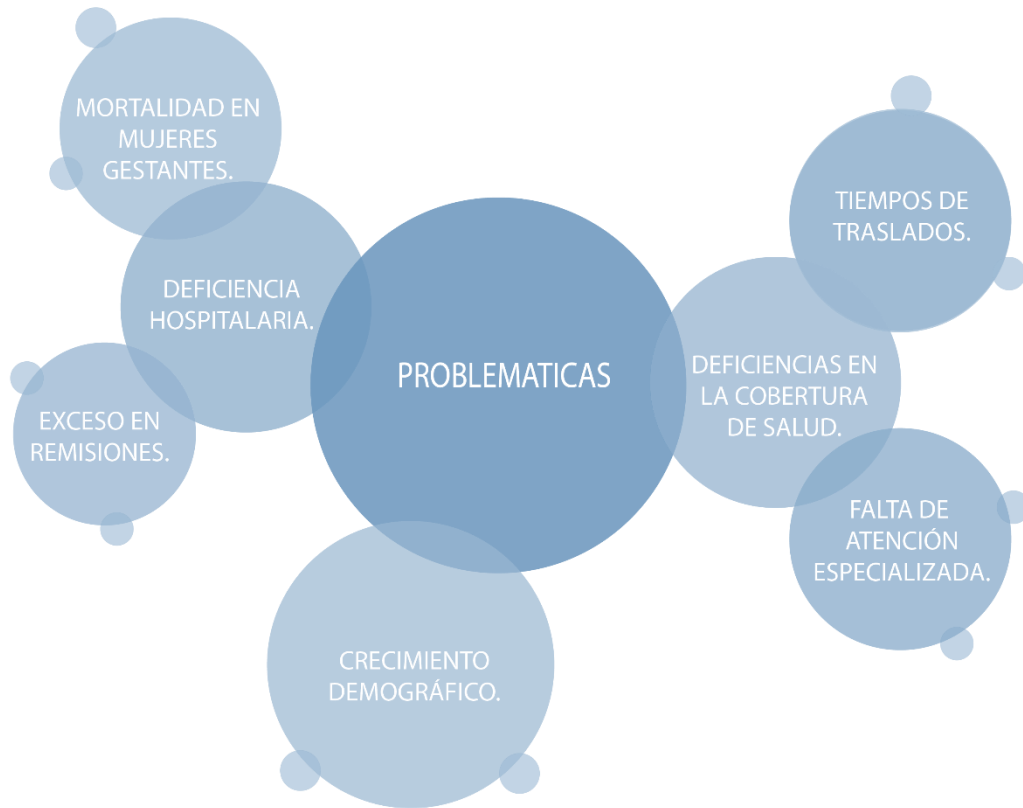 MORTALIDAD EN
MUJERES
GESTANTES.
DEFICIENCIA
HOSPITALARIA.
EXCESO EN
REMISIONES.
PROBLEMATICAS
CRECIMIENTO
DEMOGRÁFICO.
TIEMPOS DE
TRASLADOS.
DEFICIENCIAS EN
LA COBERTURA
DE SALUD.
FALTA DE
ATENCIÓN
ESPECIALIZADA.